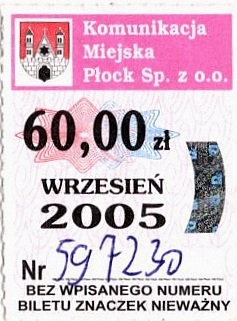 Komunikacja
Miejska
Płock Sp. z o.o.
60,00 zł
WRZESIEŃ
2005
Nr 597230
BEZ WPISANEGO NUMERU
BILETU ZNACZEK NIEWAŻNY